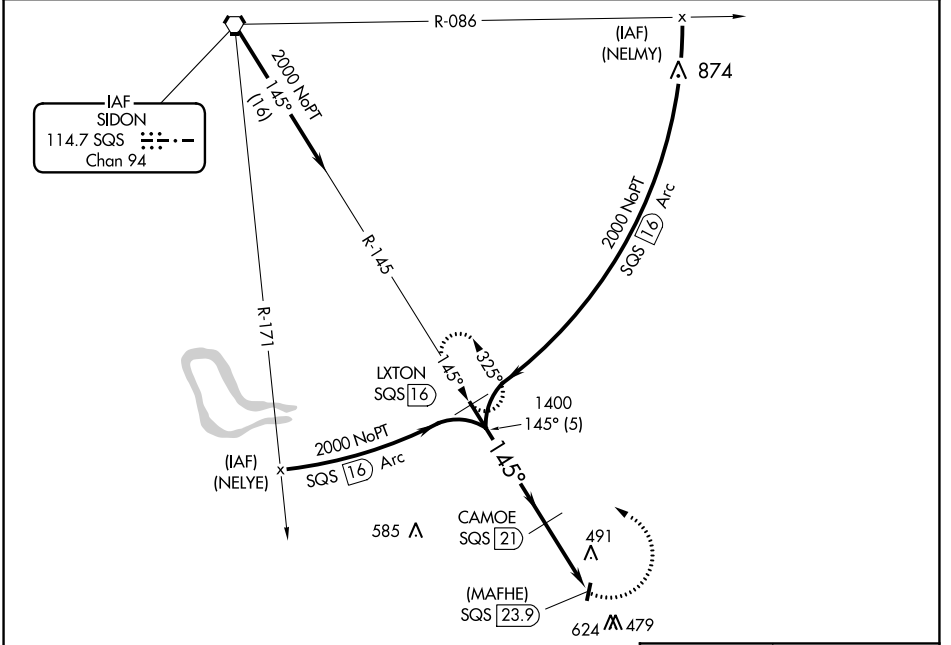 R-086
(IAF)
(NELMY)
874
2000 NoPT
145°
(16)
IAF
SIDON
114.7 SQS
Chan 94
2000 NoPT
SQS 16 Arc
R-145
R-171
145°
325°
LXTON
SQS 16
1400
145° (5)
2000 NoPT
SQS 16 Arc
(IAF)
(NELYE)
145°
585
CAMOE
SQS 21
491
(MAFHE)
SQS 23.9
624 479